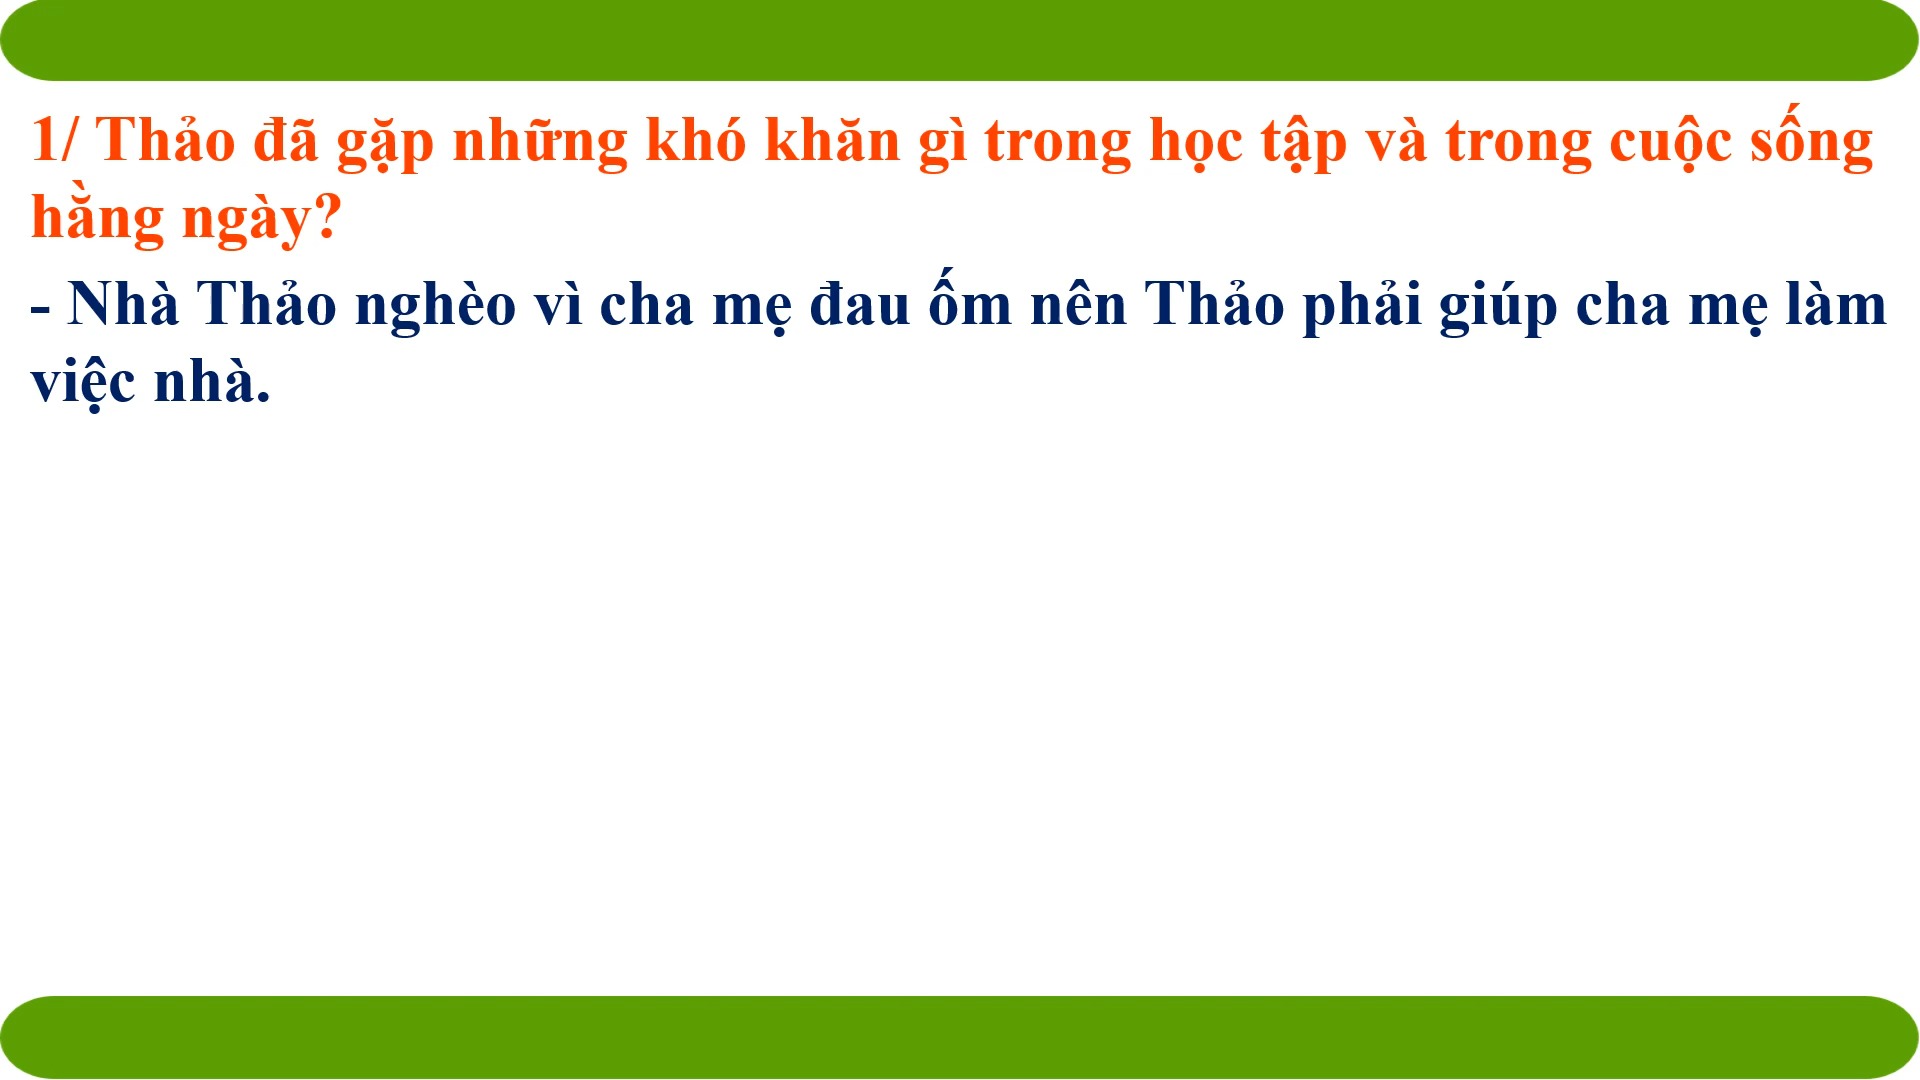 1/ Thảo đã gặp những khó khăn gì trong học tập và trong cuộc sống
hằng ngày?
- Nhà Thảo nghèo vì cha mẹ đau ốm nên Thảo phải giúp cha mẹ làm
việc nhà.